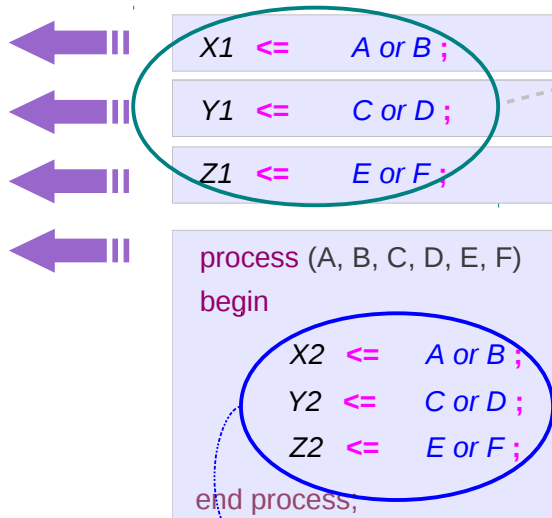 X1 <= A or B ;
Y1 <= C or D ;
Z1 <= E or F ;
process (A, B, C, D, E, F)
begin
X2 <= A or B ;
Y2 <= C or D ;
Z2 <= E or F ;
end process;